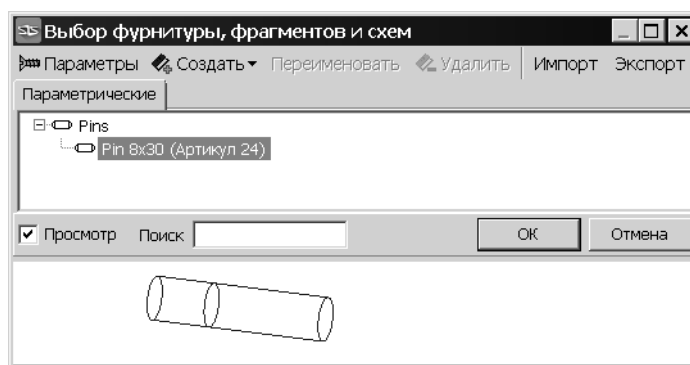 Выбор фурнитуры, фрагментов и схем
Параметры Создать Переименовать Удалить Импорт Экспорт
Параметрические
Pins
Pin 8x30 (Артикул 24)
Просмотр Поиск ОК Отмена